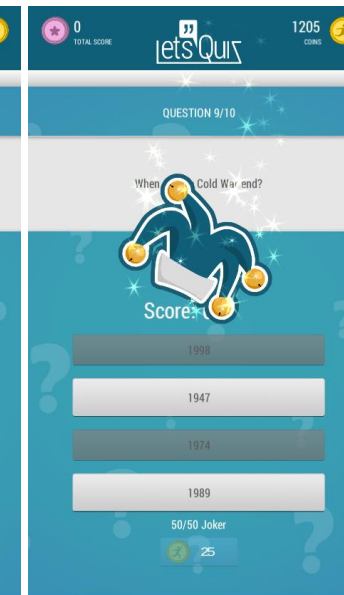 0
TOTAL SCORE
Lets Quiz
1205
COINS
QUESTION 9/10
When Cold War end?
Score:
1998
1947
1974
1989
50/50 Joker
25